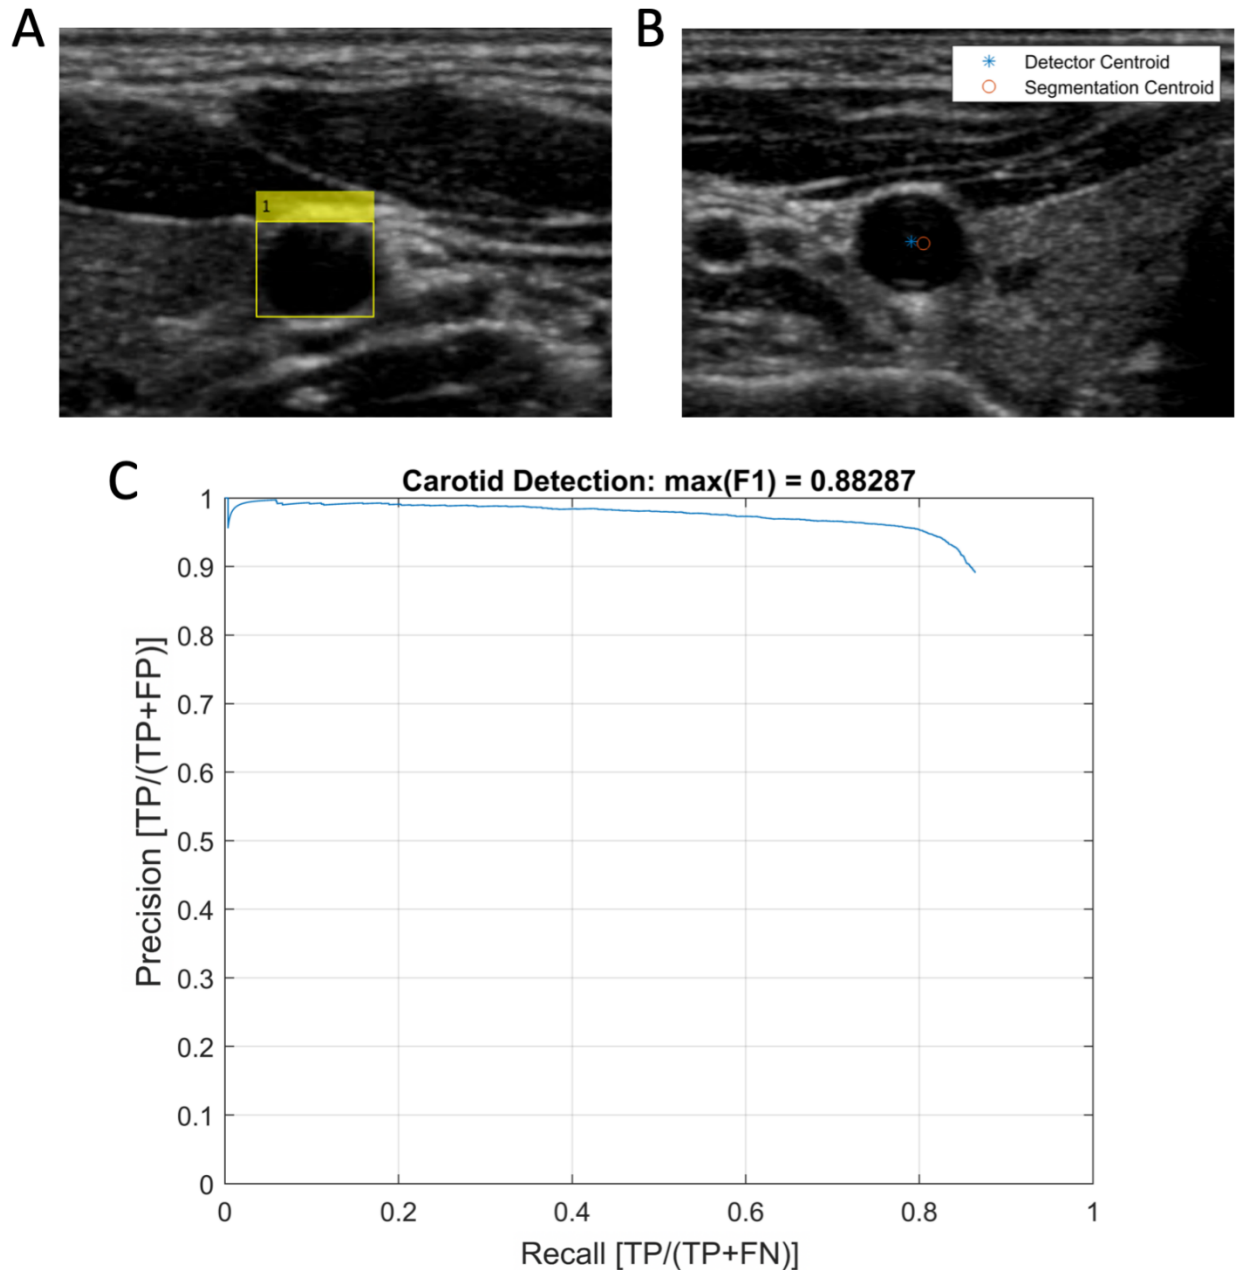 A
B
1
Detector Centroid
Segmentation Centroid
C
Carotid Detection: max(F1) = 0.88287
Precision [TP/(TP+FP)]
1
0.9
0.8
0.7
0.6
0.5
0.4
0.3
0.2
0.1
0
0 0.2 0.4 0.6 0.8 1
Recall [TP/(TP+FN)]